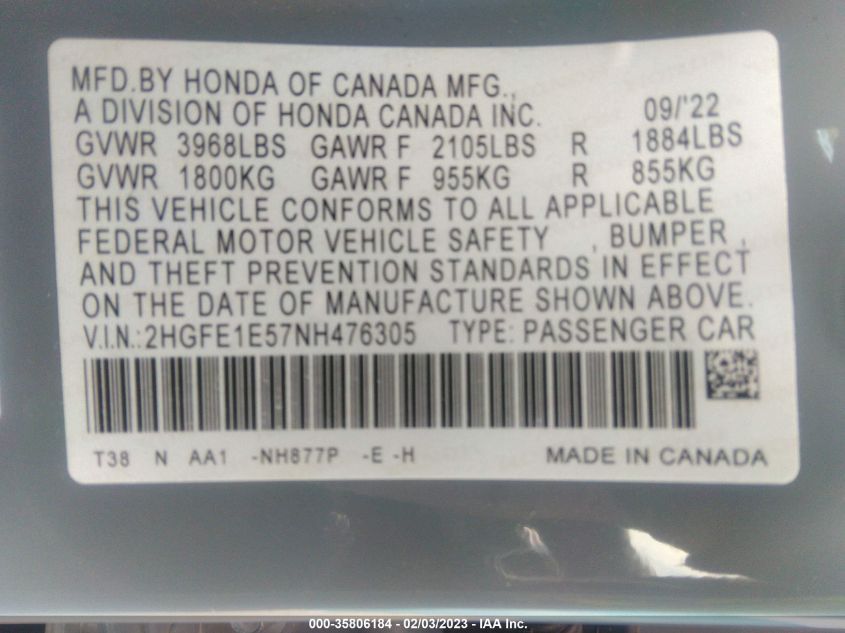 MFD.BY HONDA OF CANADA MFG.,
A DIVISION OF HONDA CANADA INC. 09/'22
GVWR 3968LBS GAWR F 2105LBS R 1884LBS
GVWR 1800KG GAWR F 955KG R 855KG
THIS VEHICLE CONFORMS TO ALL APPLICABLE
FEDERAL MOTOR VEHICLE SAFETY , BUMPER ,
AND THEFT PREVENTION STANDARDS IN EFFECT
ON THE DATE OF MANUFACTURE SHOWN ABOVE.
V.I.N.:2HGFE1E57NH476305 TYPE: PASSENGER CAR
T38 N AA1 -NH877P -E -H MADE IN CANADA
000-35806184 - 02/03/2023 - IAA Inc.